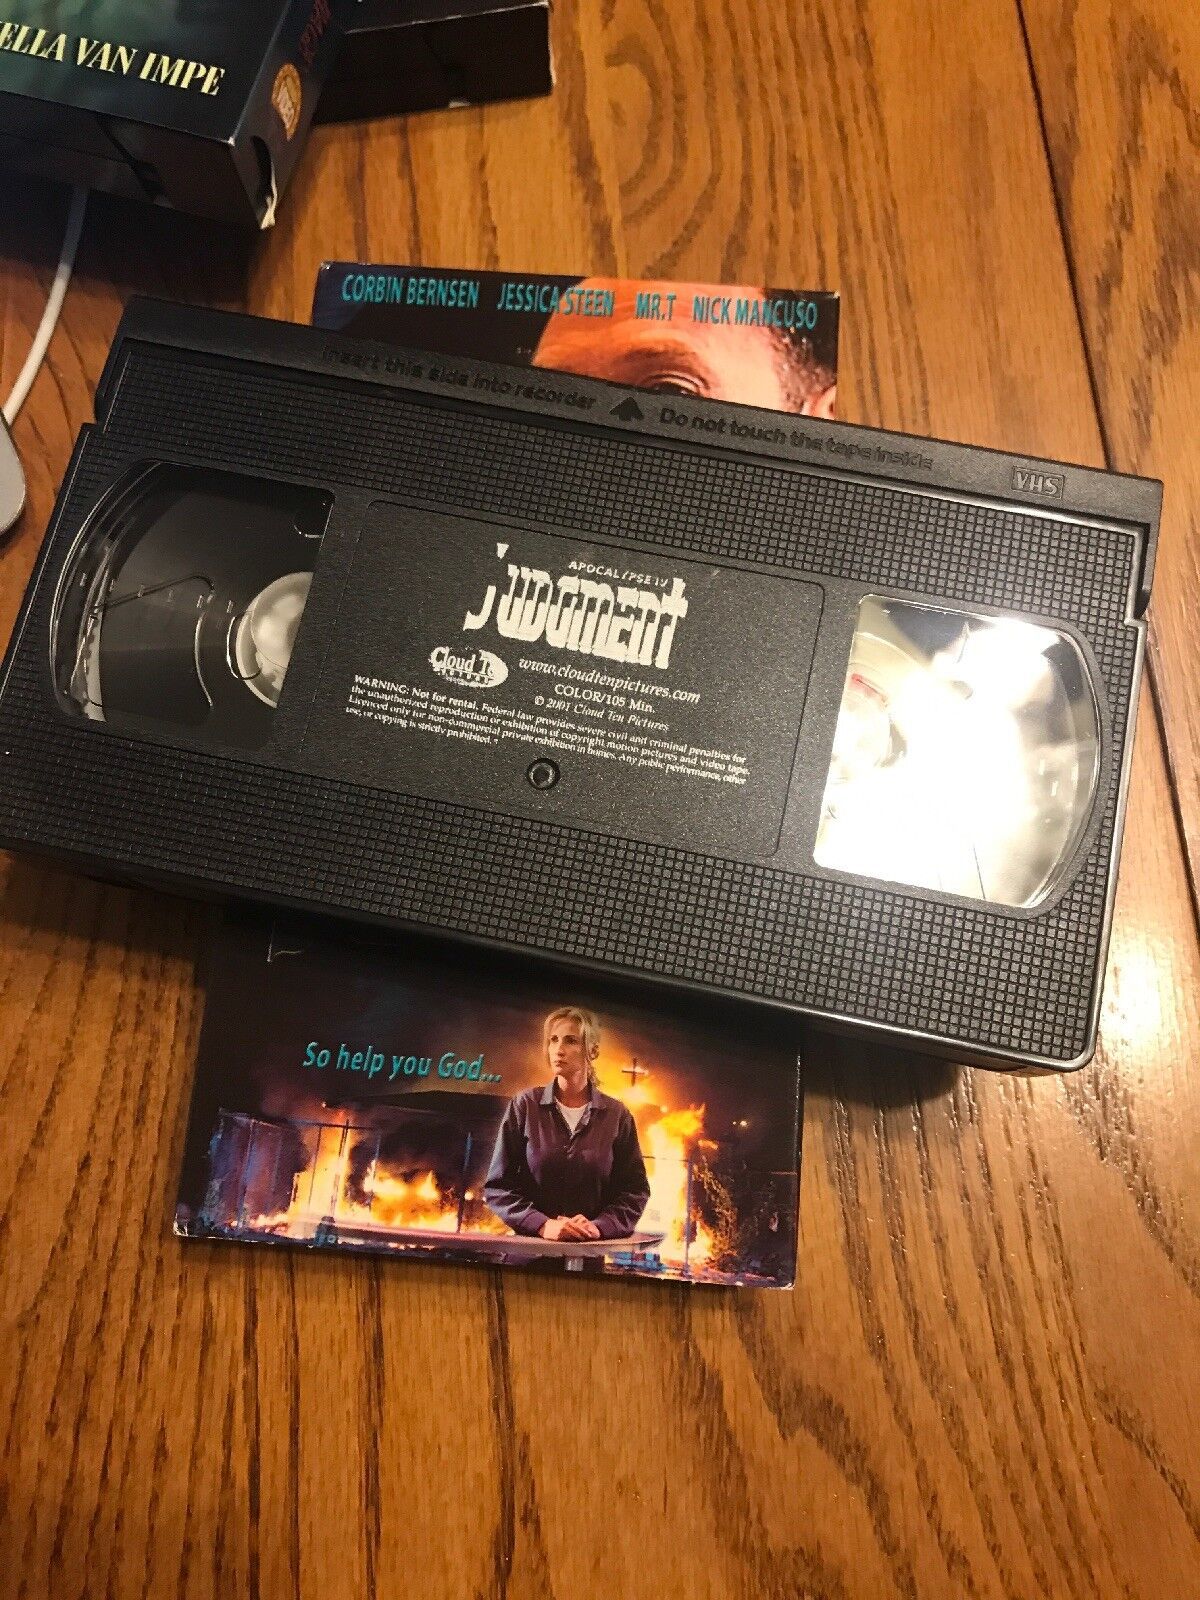 ELLA VAN IMPE
CORBIN BERNSEN JESSICA STEEN MR.T NICK MANCUSO
Insert this side into recorder Do not touch the tape inside
VHS
APOCALYPSE IV
JUDGMENT
Cloud Te
PICTURES
www.cloudtenpictures.com
COLOR/105 Min.
© 2001 Cloud Ten Pictures
WARNING: Not for rental. Federal law provides severe civil and criminal penalties for
the unauthorized reproduction or exhibition of copyright motion pictures and video tape.
Licenced only for non-commercial private exhibition in homes. Any public performance, other
use, or copying is strictly prohibited."
So help you God...